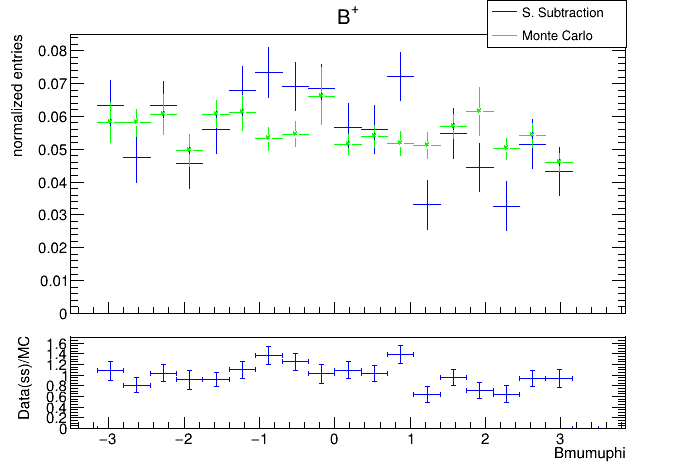 B+
S. Subtraction
Monte Carlo
normalized entries
0.08
0.07
0.06
0.05
0.04
0.03
0.02
0.01
0
Data(ss)/MC
1.6
1.4
1.2
1
0.8
0.6
0.4
0.2
0
−3 −2 −1 0 1 2 3
Bmumuphi